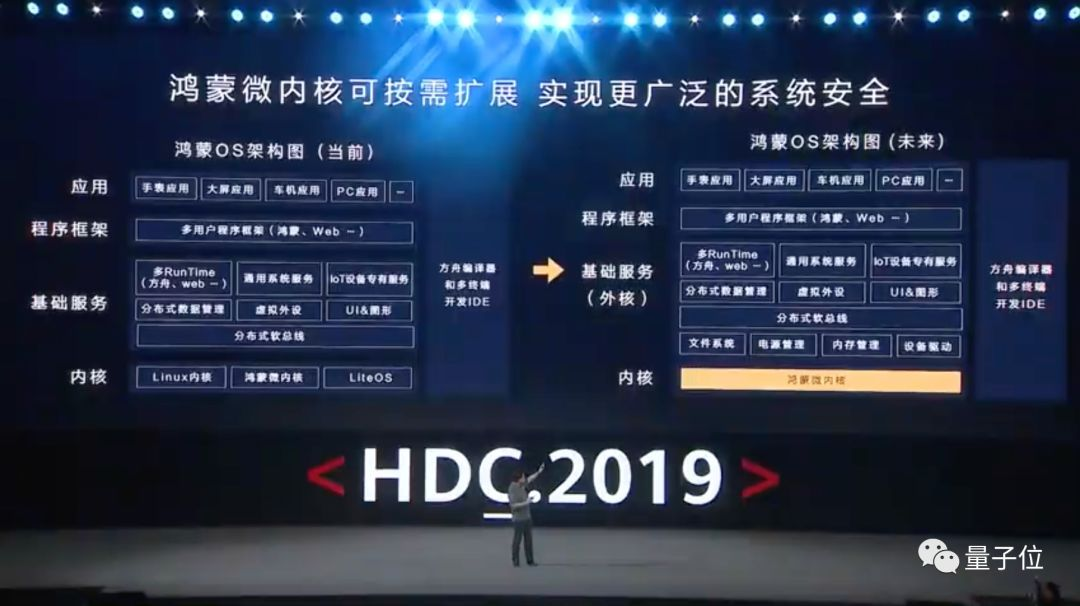 鸿蒙微内核可按需扩展 实现更广泛的系统安全
鸿蒙OS架构图（当前）
应用
手表应用 大屏应用 车机应用 PC应用 ...
程序框架
多用户程序框架（鸿蒙、Web ...）
基础服务
多RunTime
（方舟、web ...）
通用系统服务
IoT设备专有服务
分布式数据管理 虚拟外设 UI&图形
分布式软总线
内核
Linux内核 鸿蒙微内核 LiteOS
方舟编译器
和多终端
开发IDE
鸿蒙OS架构图（未来）
应用
手表应用 大屏应用 车机应用 PC应用 ...
程序框架
多用户程序框架（鸿蒙、Web ...）
基础服务
（外核）
多RunTime
（方舟、web ...）
通用系统服务
IoT设备专有服务
分布式数据管理 虚拟外设 UI&图形
分布式软总线
文件系统 电源管理 内存管理 设备驱动
内核
鸿蒙微内核
方舟编译器
和多终端
开发IDE
<HDC.2019>
量子位